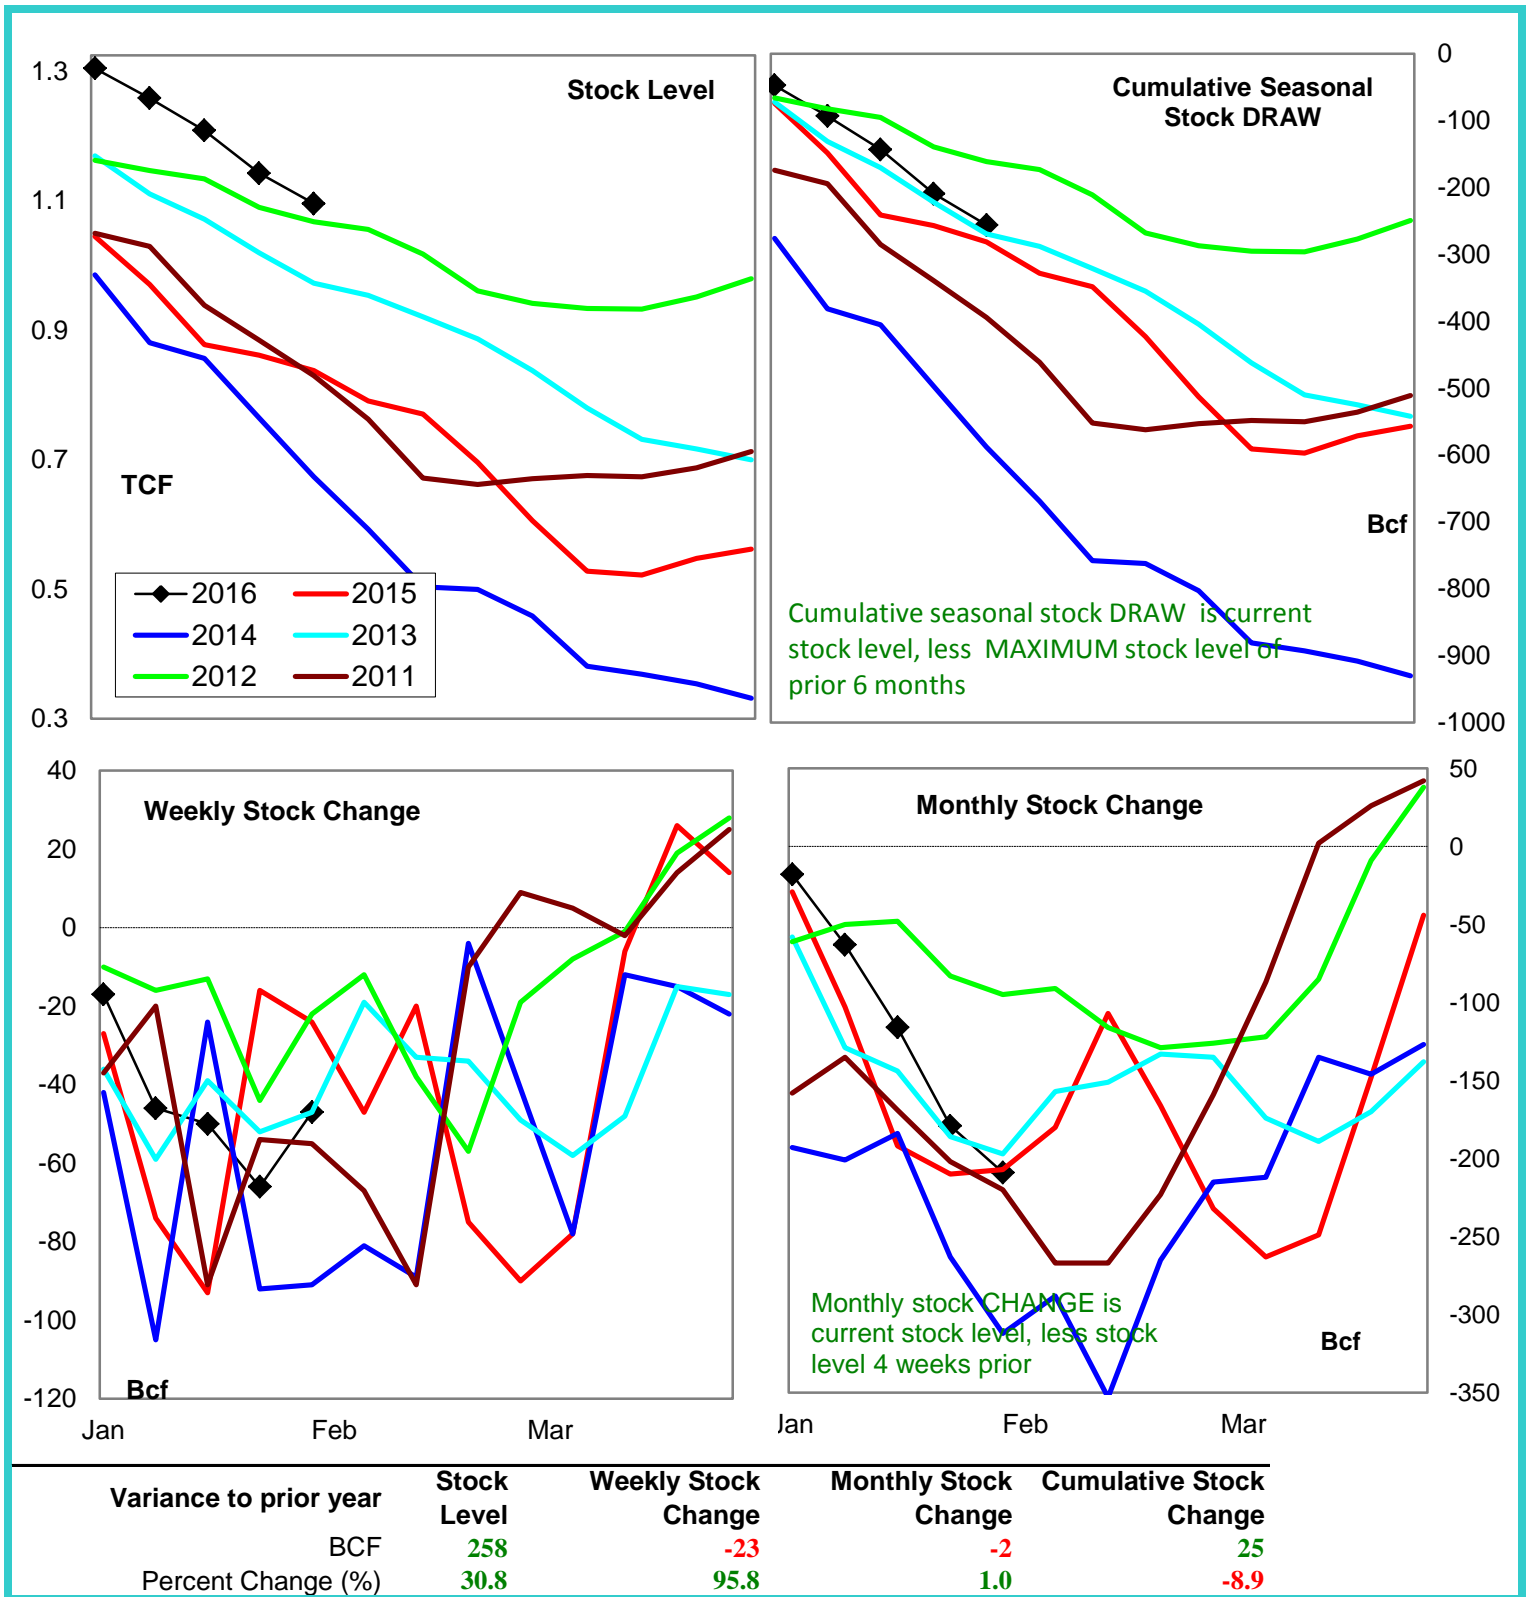 Stock Level
1.3
1.1
0.9
0.7
0.5
0.3
TCF
2016
2015
2014
2013
2012
2011
Cumulative Seasonal
Stock DRAW
0
-100
-200
-300
-400
-500
-600
-700
-800
-900
-1000
Bcf
Cumulative seasonal stock DRAW is current
stock level, less MAXIMUM stock level of
prior 6 months
Weekly Stock Change
40
20
0
-20
-40
-60
-80
-100
-120
Bcf
Jan
Feb
Mar
Monthly Stock Change
50
0
-50
-100
-150
-200
-250
-300
-350
Monthly stock CHANGE is
current stock level, less stock
level 4 weeks prior
Bcf
Jan
Feb
Mar
Variance to prior year
Stock
Level
Weekly Stock
Change
Monthly Stock
Change
Cumulative Stock
Change
BCF 258 -23 -2 25
Percent Change (%) 30.8 95.8 1.0 -8.9